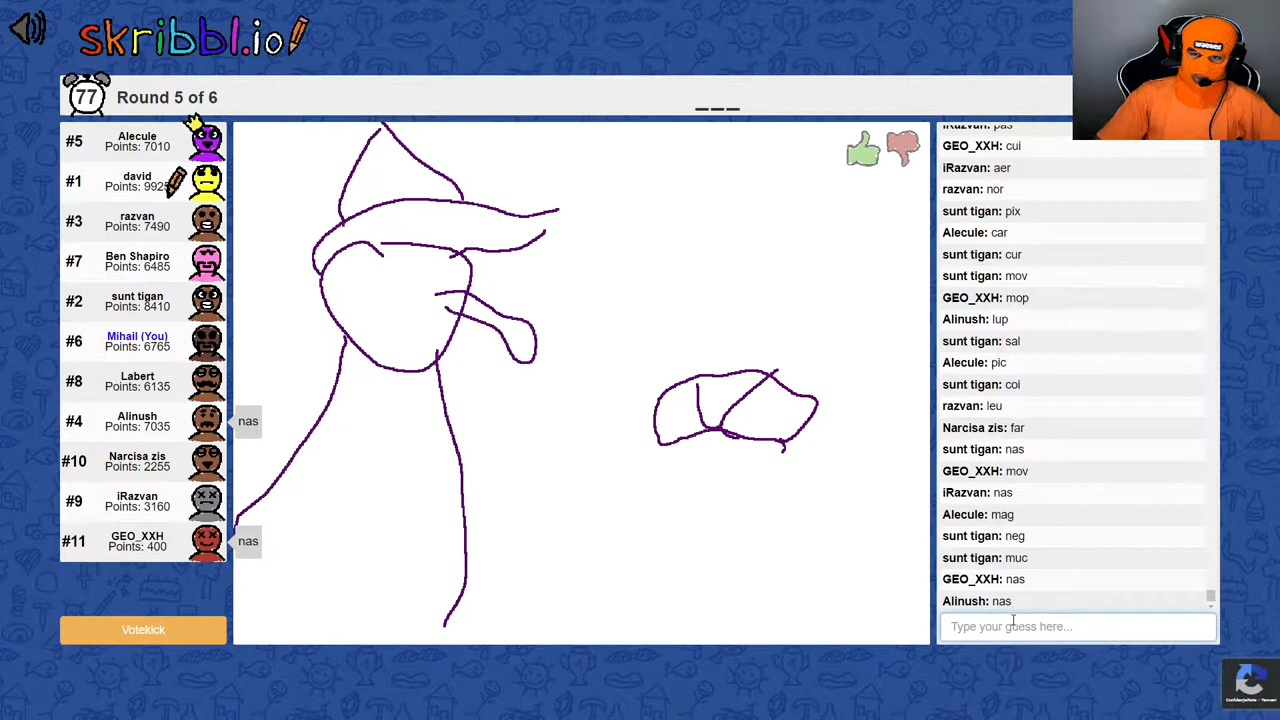 skribbl.io
77
Round 5 of 6
___
#5
Alecule
Points: 7010
#1
david
Points: 9925
#3
razvan
Points: 7490
#7
Ben Shapiro
Points: 6485
#2
sunt tigan
Points: 8410
#6
Mihail (You)
Points: 6765
#8
Labert
Points: 6135
#4
Alinush
Points: 7035
nas
#10
Narcisa zis
Points: 2255
#9
iRazvan
Points: 3160
#11
GEO_XXH
Points: 400
nas
Votekick
iRazvan: pas
GEO_XXH: cui
iRazvan: aer
razvan: nor
sunt tigan: pix
Alecule: car
sunt tigan: cur
sunt tigan: mov
GEO_XXH: mop
Alinush: lup
sunt tigan: sal
Alecule: pic
sunt tigan: coi
razvan: leu
Narcisa zis: far
sunt tigan: nas
GEO_XXH: mov
iRazvan: nas
Alecule: mag
sunt tigan: neg
sunt tigan: muc
GEO_XXH: nas
Alinush: nas
Type your guess here...